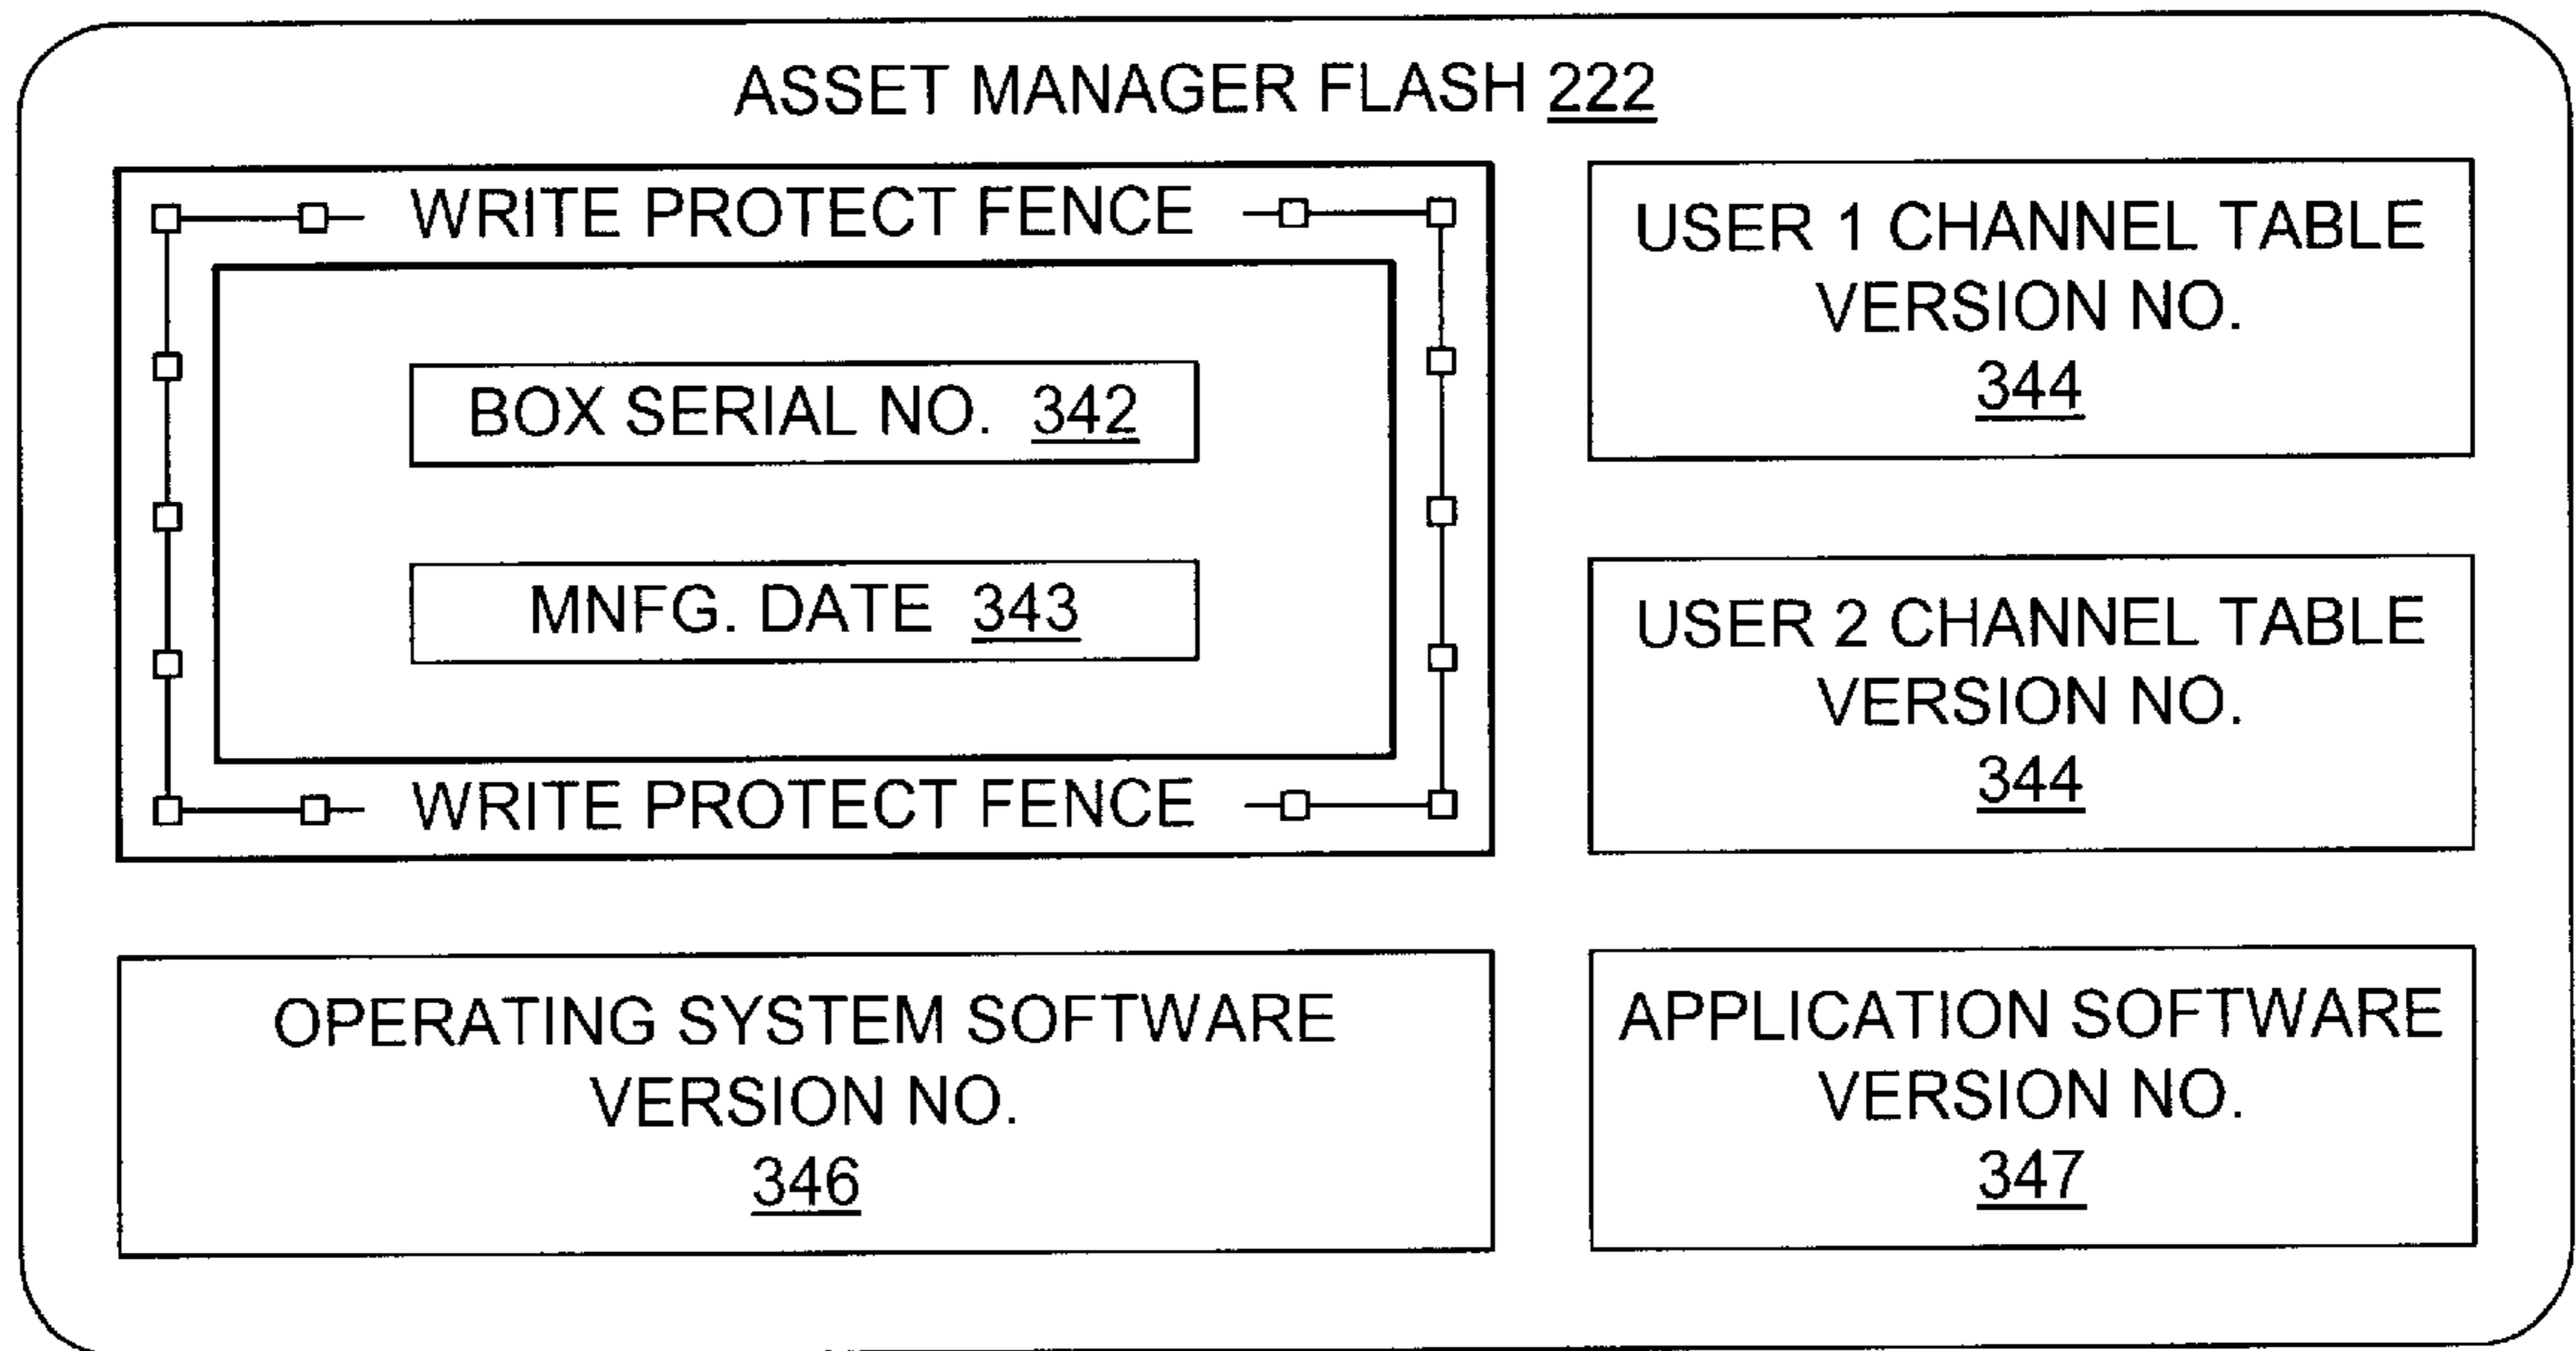 ASSET MANAGER FLASH 222
WRITE PROTECT FENCE
BOX SERIAL NO. 342
MNFG. DATE 343
WRITE PROTECT FENCE
USER 1 CHANNEL TABLE
VERSION NO.
344
USER 2 CHANNEL TABLE
VERSION NO.
344
OPERATING SYSTEM SOFTWARE
VERSION NO.
346
APPLICATION SOFTWARE
VERSION NO.
347